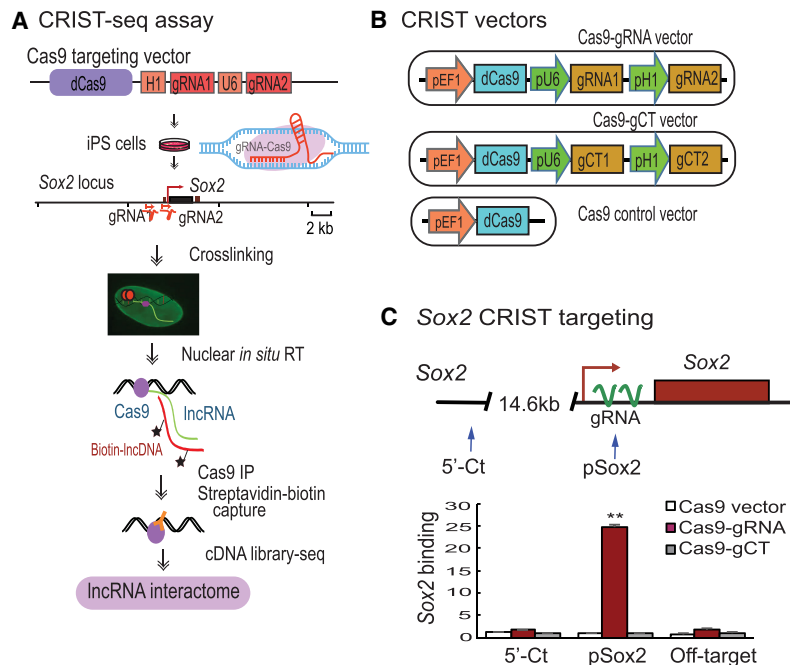 A CRIST-seq assay
Cas9 targeting vector
dCas9 H1 gRNA1 U6 gRNA2
iPS cells
gRNA-Cas9
Sox2 locus Sox2
gRNA gRNA2
2 kb
Crosslinking
Nuclear in situ RT
Cas9 lncRNA
Biotin-lncDNA
Cas9 IP
Streptavidin-biotin
capture
cDNA library-seq
lncRNA interactome
B CRIST vectors
Cas9-gRNA vector
pEF1 dCas9 pU6 gRNA1 pH1 gRNA2
Cas9-gCT vector
pEF1 dCas9 pU6 gCT1 pH1 gCT2
pEF1 dCas9
Cas9 control vector
C Sox2 CRIST targeting
Sox2 14.6kb Sox2
gRNA
5'-Ct pSox2
Sox2 binding
30
25
20
15
10
5
0
**
Cas9 vector
Cas9-gRNA
Cas9-gCT
5'-Ct pSox2 Off-target